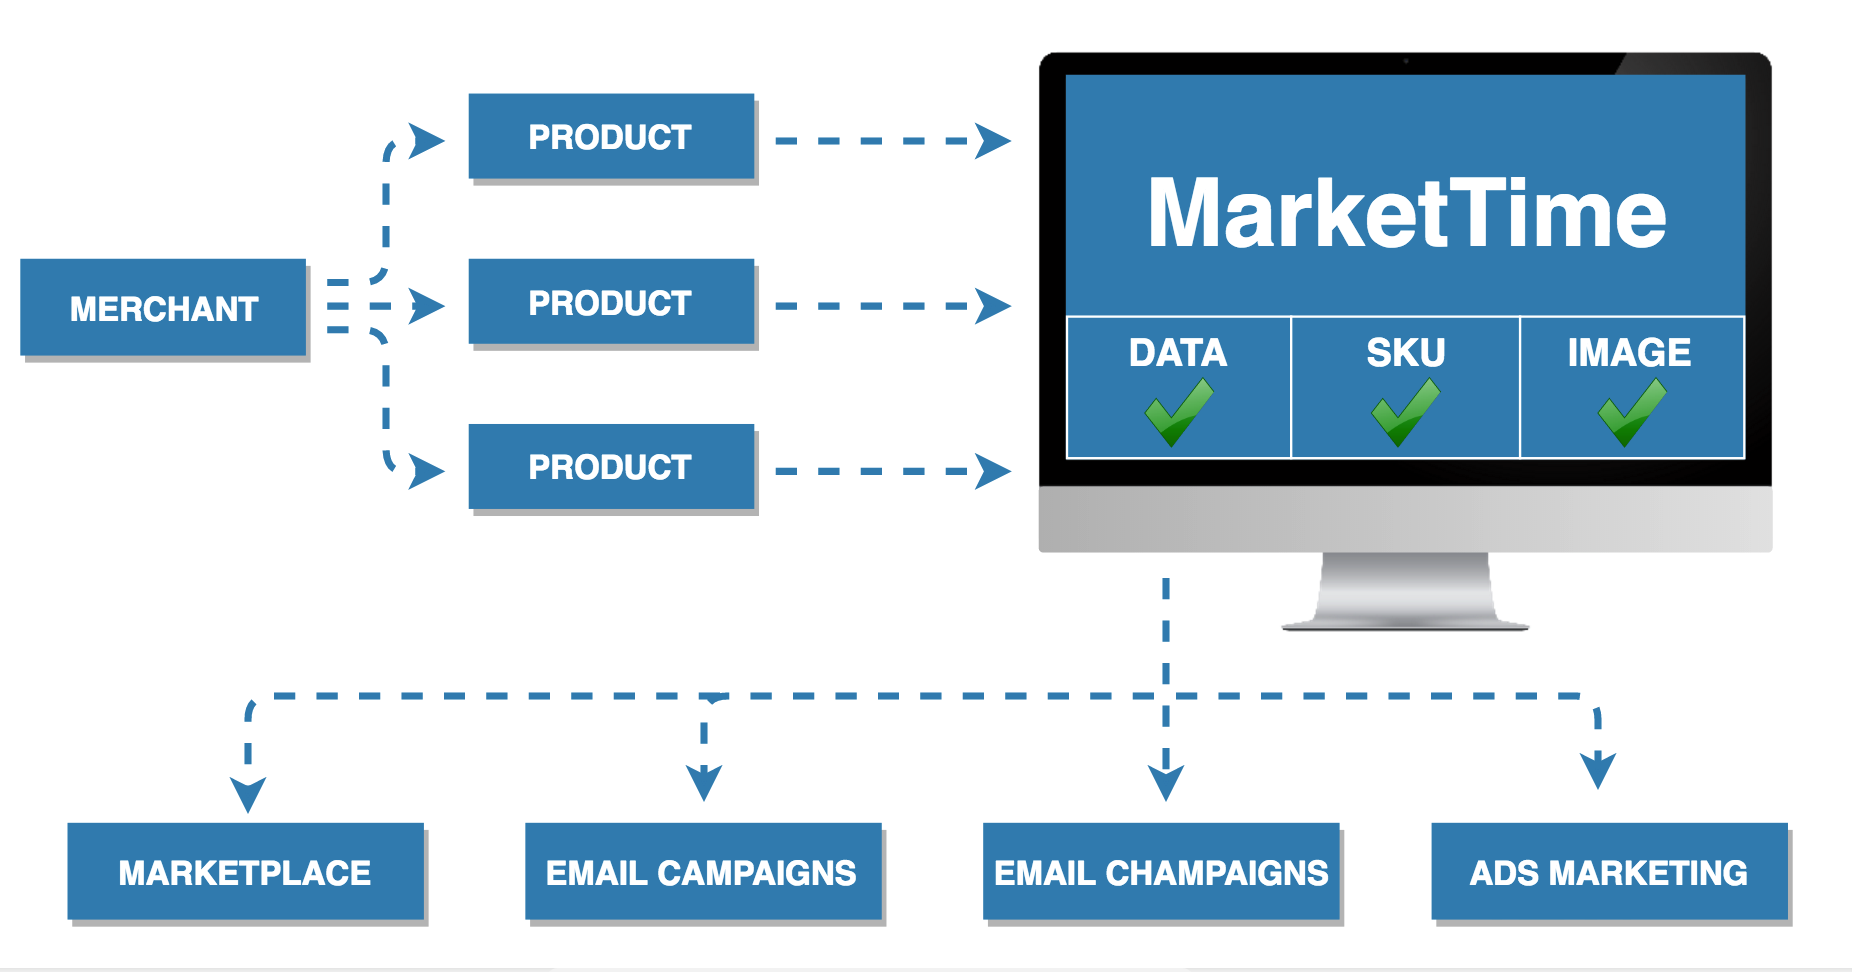 PRODUCT
MarketTime
MERCHANT
PRODUCT
DATA
SKU
IMAGE
PRODUCT
MARKETPLACE
EMAIL CAMPAIGNS
EMAIL CHAMPAIGNS
ADS MARKETING